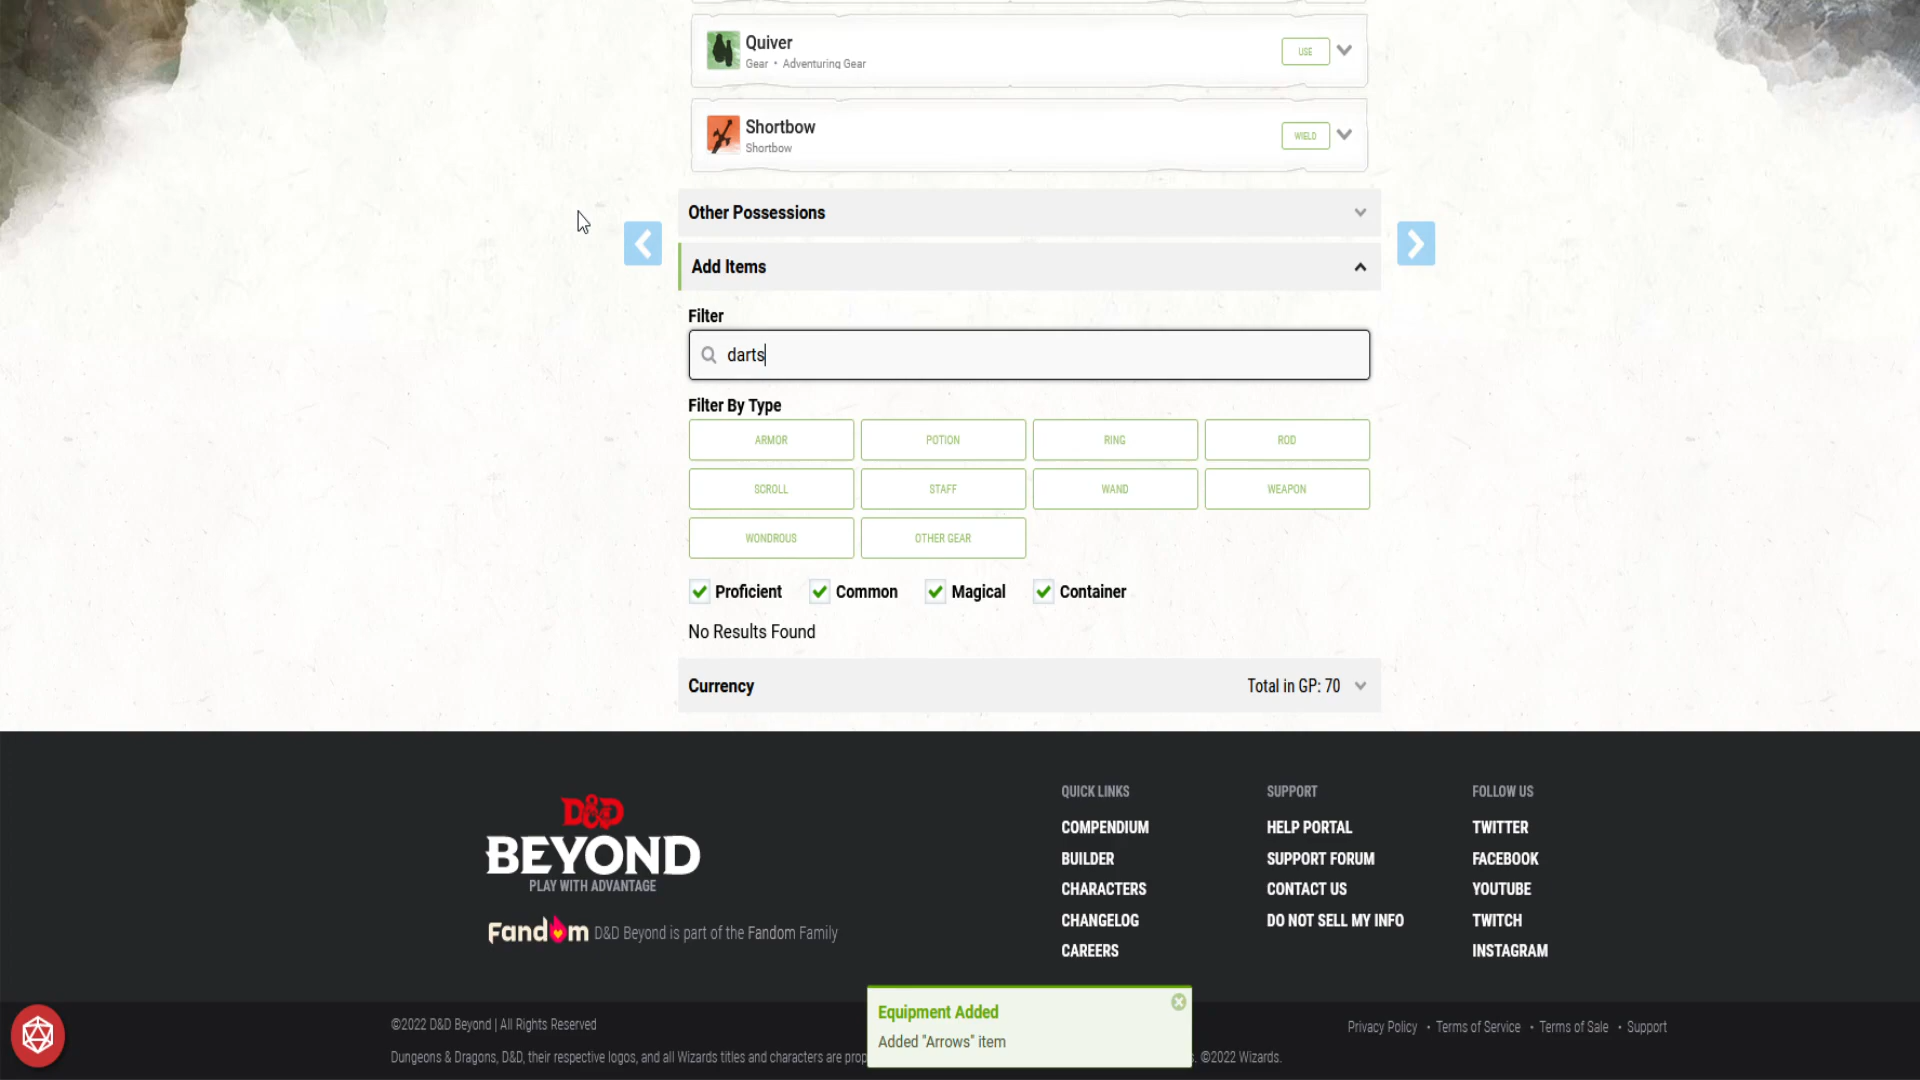 Quiver
Gear • Adventuring Gear
USE
Shortbow
Shortbow
WIELD
Other Possessions
Add Items
Filter
darts
Filter By Type
ARMOR
POTION
RING
ROD
SCROLL
STAFF
WAND
WEAPON
WONDROUS
OTHER GEAR
Proficient
Common
Magical
Container
No Results Found
Currency
Total in GP: 70
D&D
BEYOND
PLAY WITH ADVANTAGE
Fandom D&D Beyond is part of the Fandom Family
QUICK LINKS
COMPENDIUM
BUILDER
CHARACTERS
CHANGELOG
CAREERS
SUPPORT
HELP PORTAL
SUPPORT FORUM
CONTACT US
DO NOT SELL MY INFO
FOLLOW US
TWITTER
FACEBOOK
YOUTUBE
TWITCH
INSTAGRAM
Equipment Added
Added "Arrows" item
©2022 D&D Beyond | All Rights Reserved
Privacy Policy • Terms of Service • Terms of Sale • Support
Dungeons & Dragons, D&D, their respective logos, and all Wizards titles and characters are prop
. ©2022 Wizards.